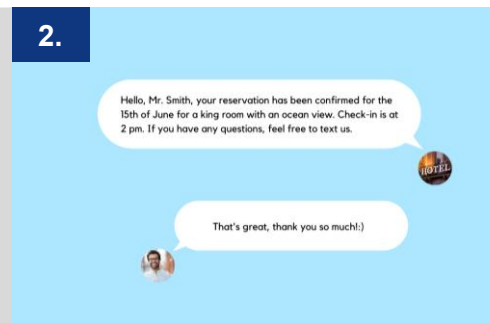 2.
Hello, Mr. Smith, your reservation has been confirmed for the
15th of June for a king room with an ocean view. Check-in is at
2 pm. If you have any questions, feel free to text us.
HOTEL
That's great, thank you so much!:)